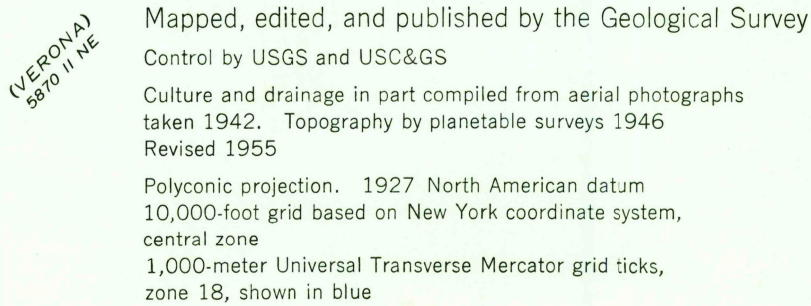 (VERONA)
5870 II NE
Mapped, edited, and published by the Geological Survey
Control by USGS and USC&GS
Culture and drainage in part compiled from aerial photographs
taken 1942. Topography by planetable surveys 1946
Revised 1955
Polyconic projection. 1927 North American datum
10,000-foot grid based on New York coordinate system,
central zone
1,000-meter Universal Transverse Mercator grid ticks,
zone 18, shown in blue